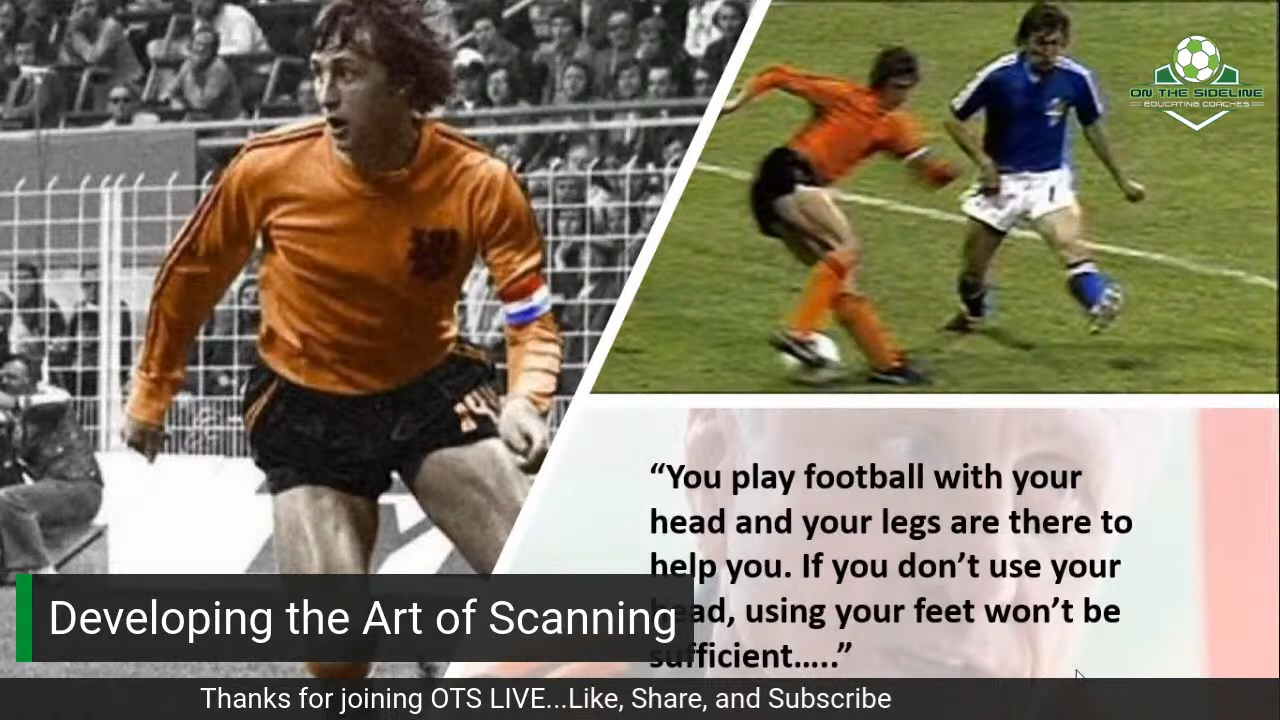 ON THE SIDELINE
EDUCATING COACHES
14
“You play football with your
head and your legs are there to
help you. If you don’t use your
head, using your feet won’t be
sufficient…..”
Developing the Art of Scanning
Thanks for joining OTS LIVE...Like, Share, and Subscribe